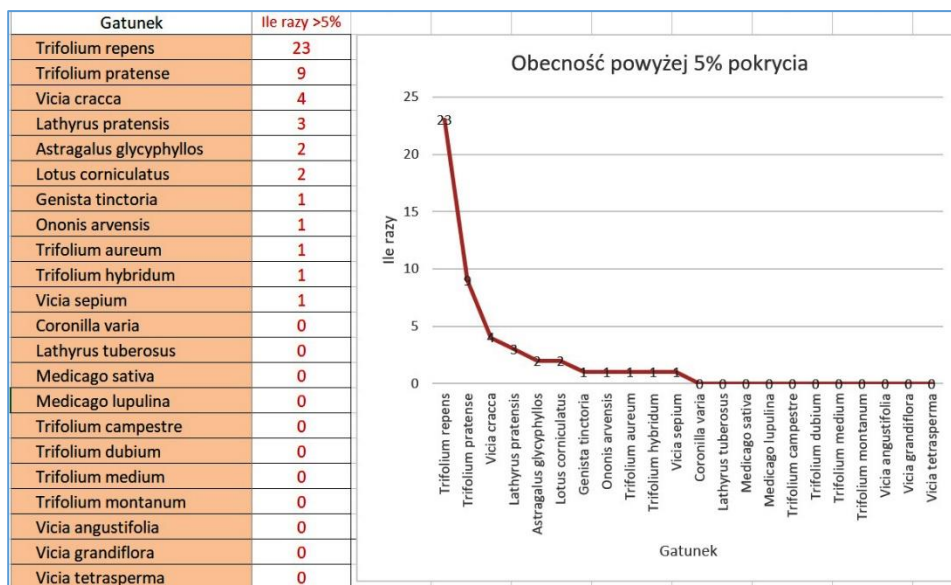 Gatunek Ile razy >5%
Trifolium repens 23
Trifolium pratense 9
Vicia cracca 4
Lathyrus pratensis 3
Astragalus glycyphyllos 2
Lotus corniculatus 2
Genista tinctoria 1
Ononis arvensis 1
Trifolium aureum 1
Trifolium hybridum 1
Vicia sepium 1
Coronilla varia 0
Lathyrus tuberosus 0
Medicago sativa 0
Medicago lupulina 0
Trifolium campestre 0
Trifolium dubium 0
Trifolium medium 0
Trifolium montanum 0
Vicia angustifolia 0
Vicia grandiflora 0
Vicia tetrasperma 0
Obecność powyżej 5% pokrycia
Ile razy
25
20
15
10
5
0
23
9
4
3
2
2
1
1
1
1
1
0
0
0
0
0
0
0
0
0
0
0
Trifolium repens
Trifolium pratense
Vicia cracca
Lathyrus pratensis
Astragalus glycyphyllos
Lotus corniculatus
Genista tinctoria
Ononis arvensis
Trifolium aureum
Trifolium hybridum
Vicia sepium
Coronilla varia
Lathyrus tuberosus
Medicago sativa
Medicago lupulina
Trifolium campestre
Trifolium dubium
Trifolium medium
Trifolium montanum
Vicia angustifolia
Vicia grandiflora
Vicia tetrasperma
Gatunek